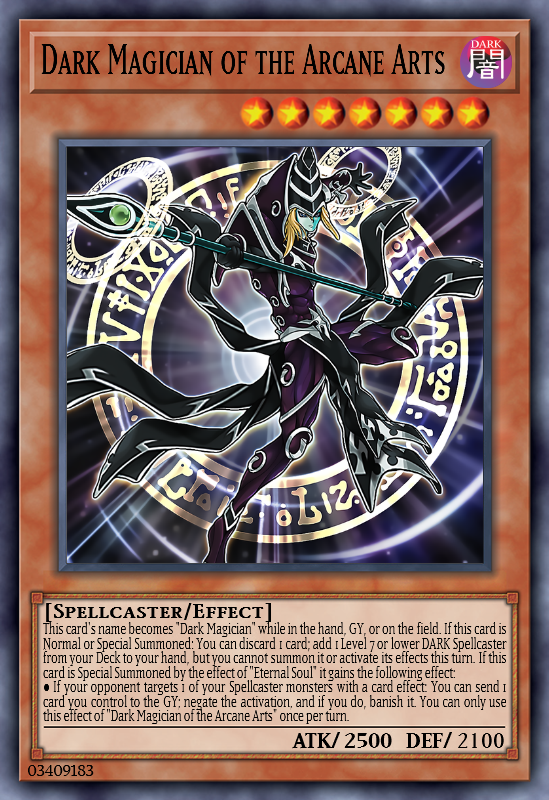 Dark Magician of the Arcane Arts
DARK
闇
[Spellcaster/Effect]
This card's name becomes "Dark Magician" while in the hand, GY, or on the field. If this card is
Normal or Special Summoned: You can discard 1 card; add 1 Level 7 or lower DARK Spellcaster
from your Deck to your hand, but you cannot summon it or activate its effects this turn. If this
card is Special Summoned by the effect of "Eternal Soul" it gains the following effect:
● If your opponent targets 1 of your Spellcaster monsters with a card effect: You can send 1
card you control to the GY; negate the activation, and if you do, banish it. You can only use
this effect of "Dark Magician of the Arcane Arts" once per turn.
ATK/ 2500 DEF/ 2100
03409183